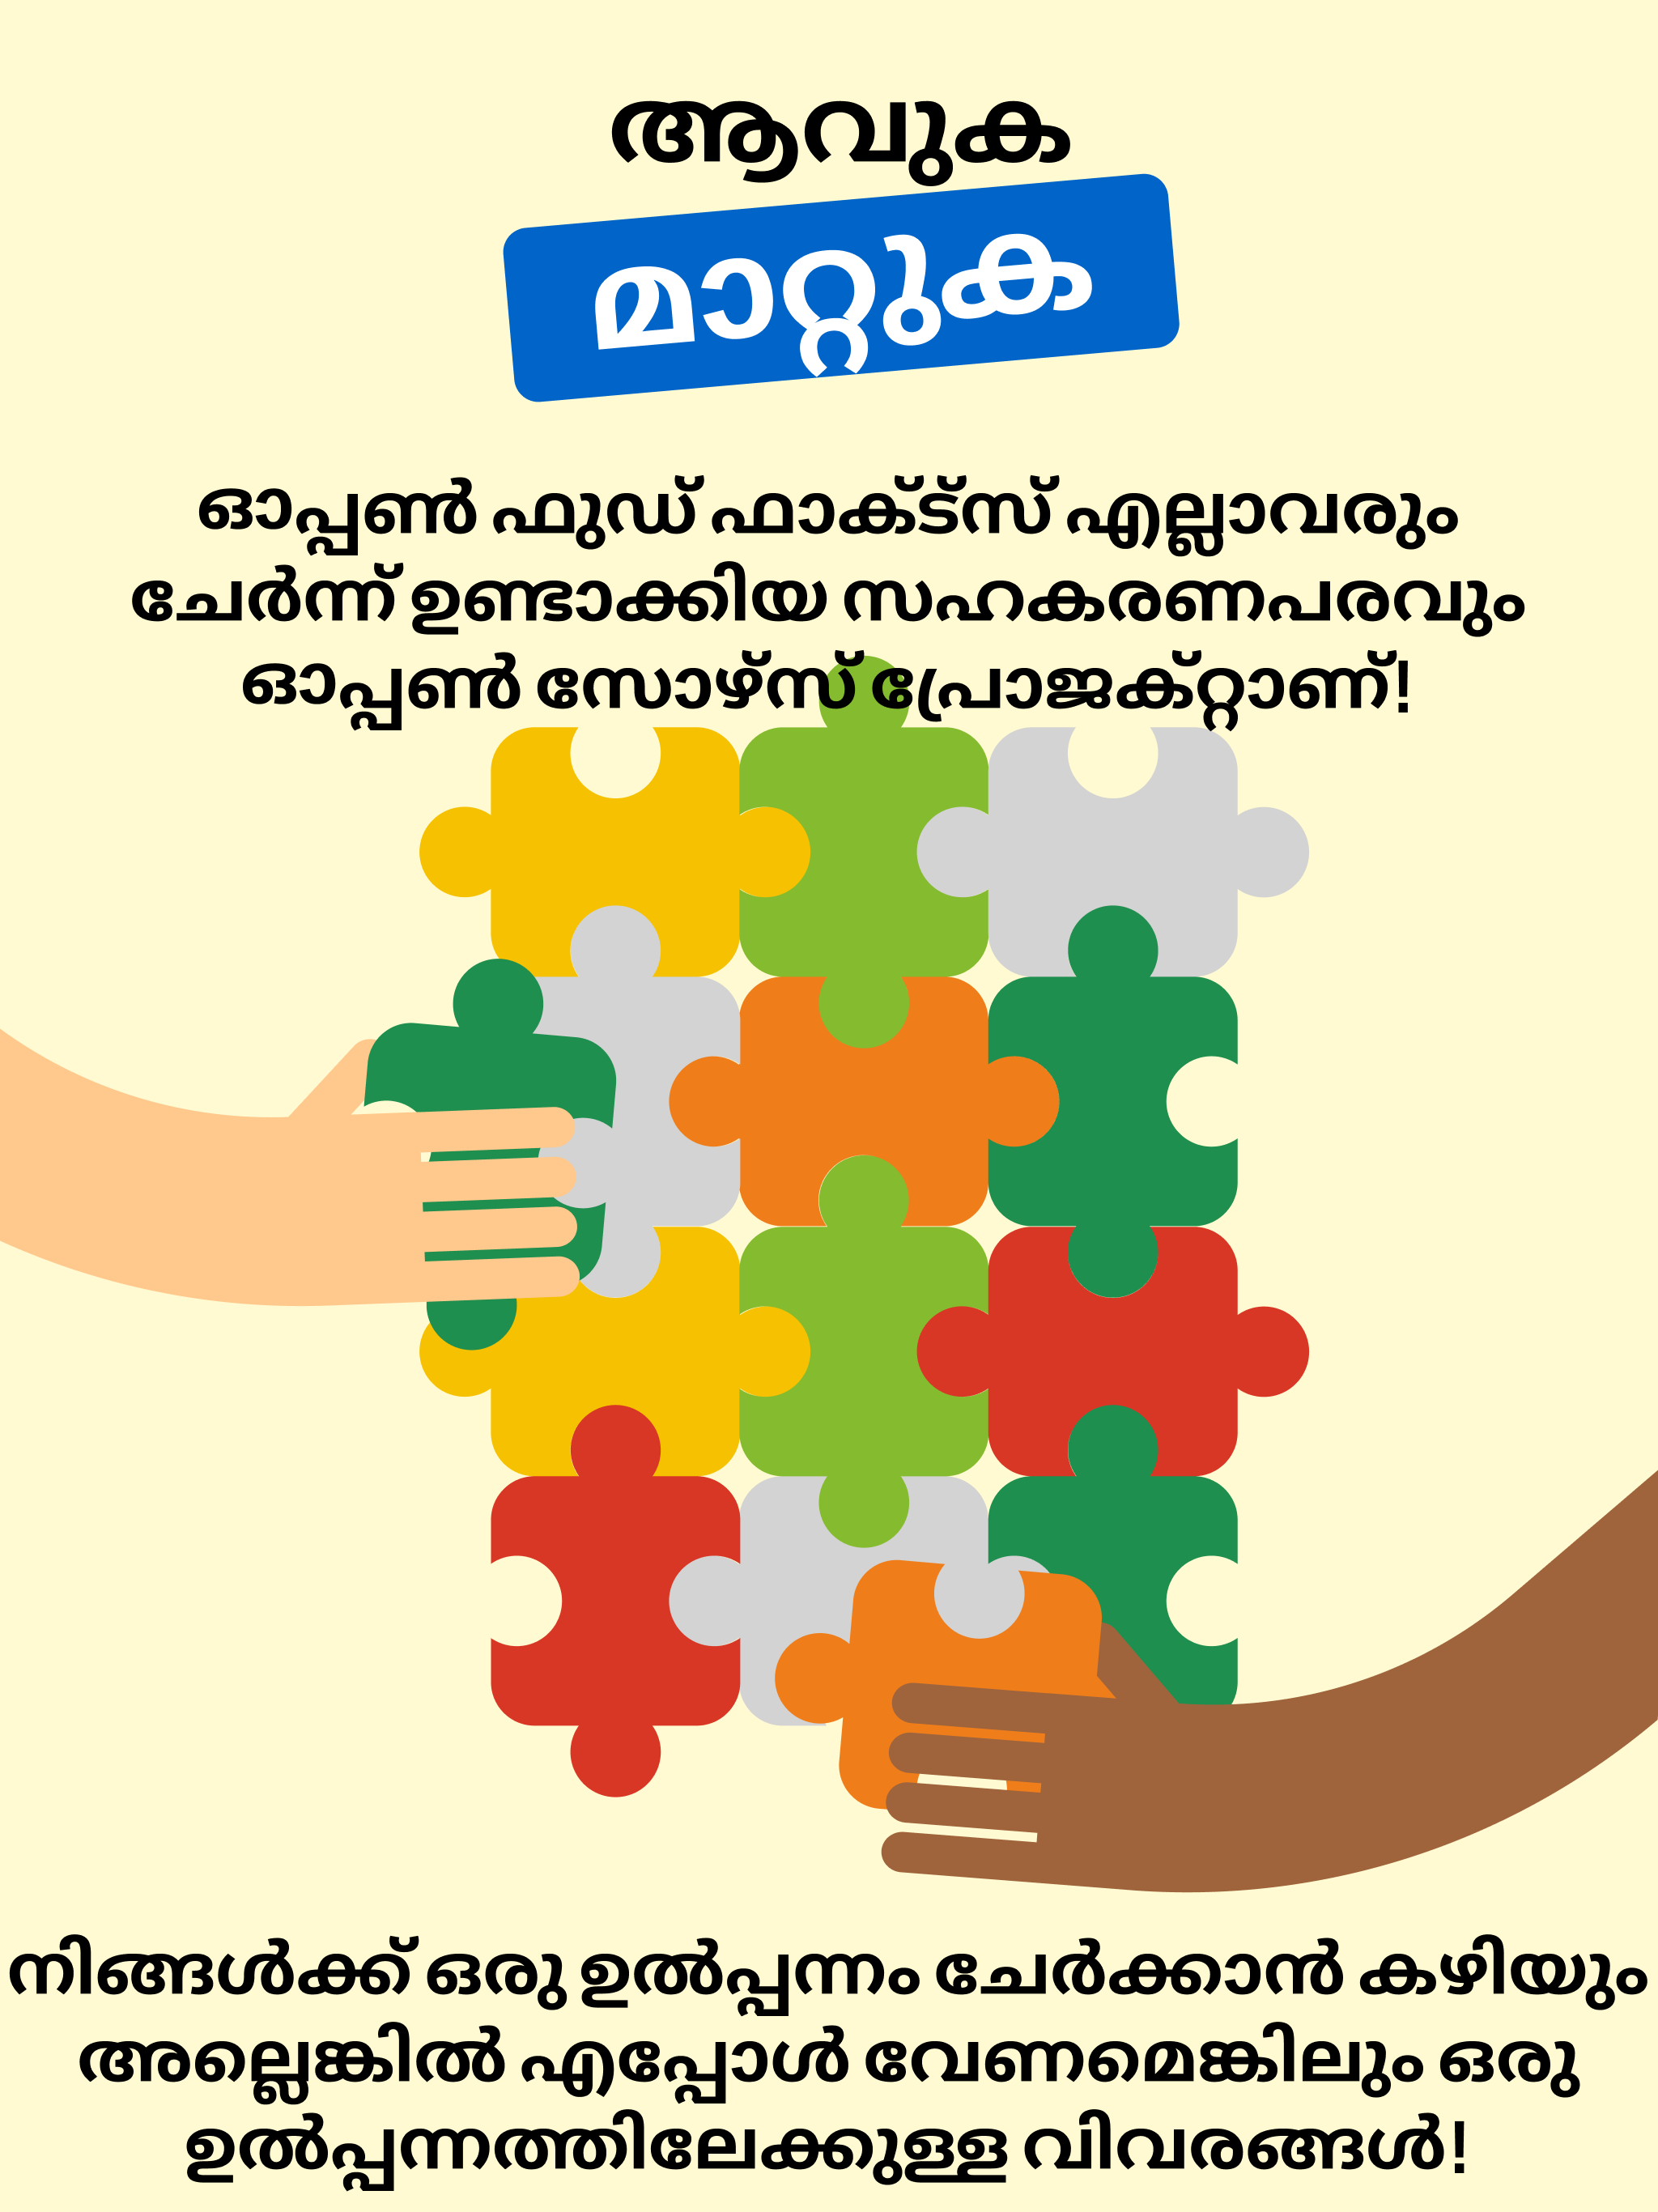 ആവുക
മാറ്റുക
ഓപ്പൺ ഫുഡ് ഫാക്ട്സ് എല്ലാവരും
ചേർന്ന് ഉണ്ടാക്കിയ സഹകരണപരവും
ഓപ്പൺ സോഴ്സ് പ്രോജക്റ്റാണ്!
നിങ്ങൾക്ക് ഒരു ഉൽപ്പന്നം ചേർക്കാൻ കഴിയും
അല്ലെങ്കിൽ എപ്പോൾ വേണമെങ്കിലും ഒരു
ഉൽപ്പന്നത്തിലേക്കുള്ള വിവരങ്ങൾ!